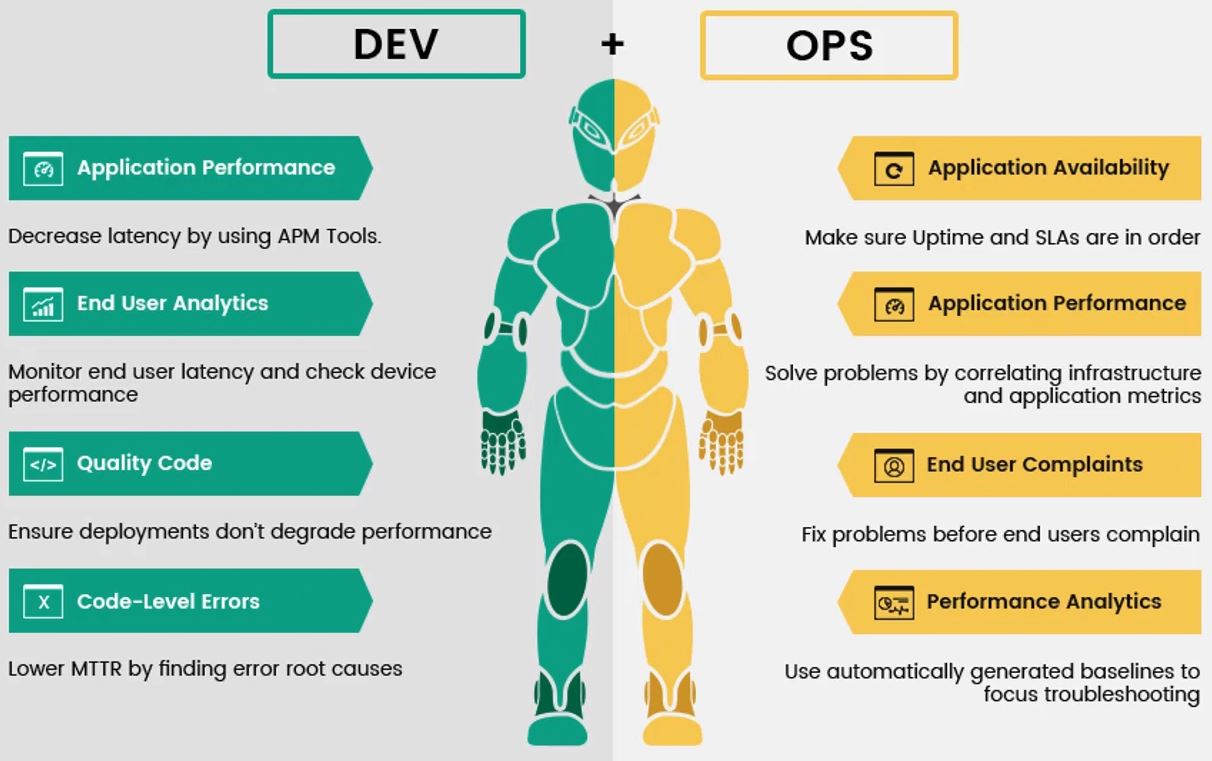 DEV
+
OPS
Application Performance
Decrease latency by using APM Tools.
End User Analytics
Monitor end user latency and check device
performance
</>
Quality Code
Ensure deployments don't degrade performance
X
Code-Level Errors
Lower MTTR by finding error root causes
Application Availability
Make sure Uptime and SLAs are in order
Application Performance
Solve problems by correlating infrastructure
and application metrics
End User Complaints
Fix problems before end users complain
Performance Analytics
Use automatically generated baselines to
focus troubleshooting